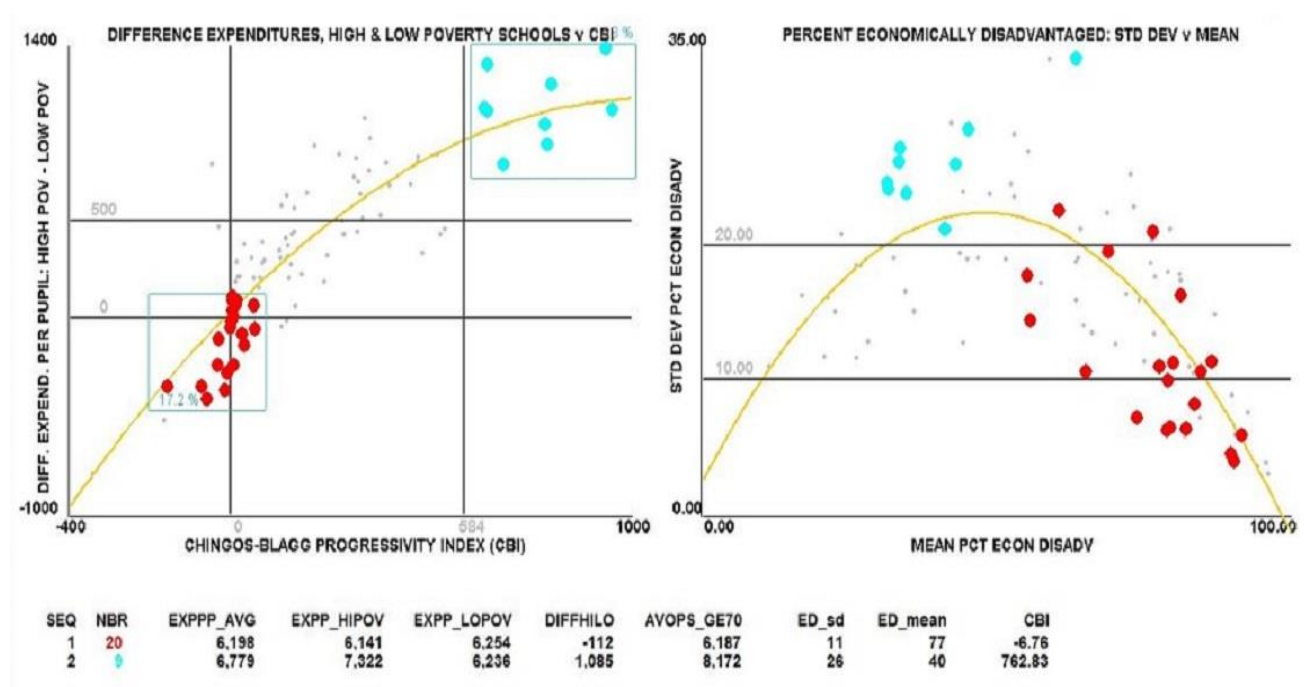 DIFFERENCE EXPENDITURES, HIGH & LOW POVERTY SCHOOLS v CBI %
1400
DIFF. EXPEND. PER PUPIL: HIGH POV - LOW POV
500
0
17.2 %
-1000
-400 0 584 1000
CHINGOS-BLAGG PROGRESSIVITY INDEX (CBI)
PERCENT ECONOMICALLY DISADVANTAGED: STD DEV v MEAN
35.00
STD DEV PCT ECON DISADV
20.00
10.00
0.00
0.00 100.00
MEAN PCT ECON DISADV
SEQ NBR EXPPP_AVG EXPP_HIPOV EXPP_LOPOV DIFFHILO AVOPS_GE70 ED_sd ED_mean CBI
1 20 6,198 6,141 6,254 -112 6,187 11 77 -6.76
2 9 6,779 7,322 6,236 1,085 8,172 26 40 762.83